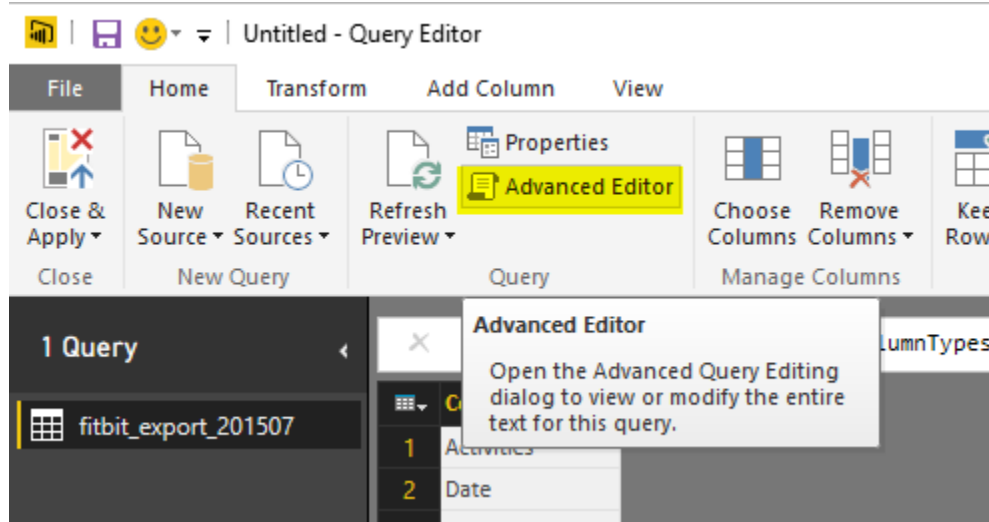 Untitled - Query Editor
File Home Transform Add Column View
Properties
Advanced Editor
Close & Apply
New Source
Recent Sources
Refresh Preview
Choose Columns
Remove Columns
Close
New Query
Query
Manage Columns
1 Query
Advanced Editor
Open the Advanced Query Editing
dialog to view or modify the entire
text for this query.
fitbit_export_201507
1 Activities
2 Date